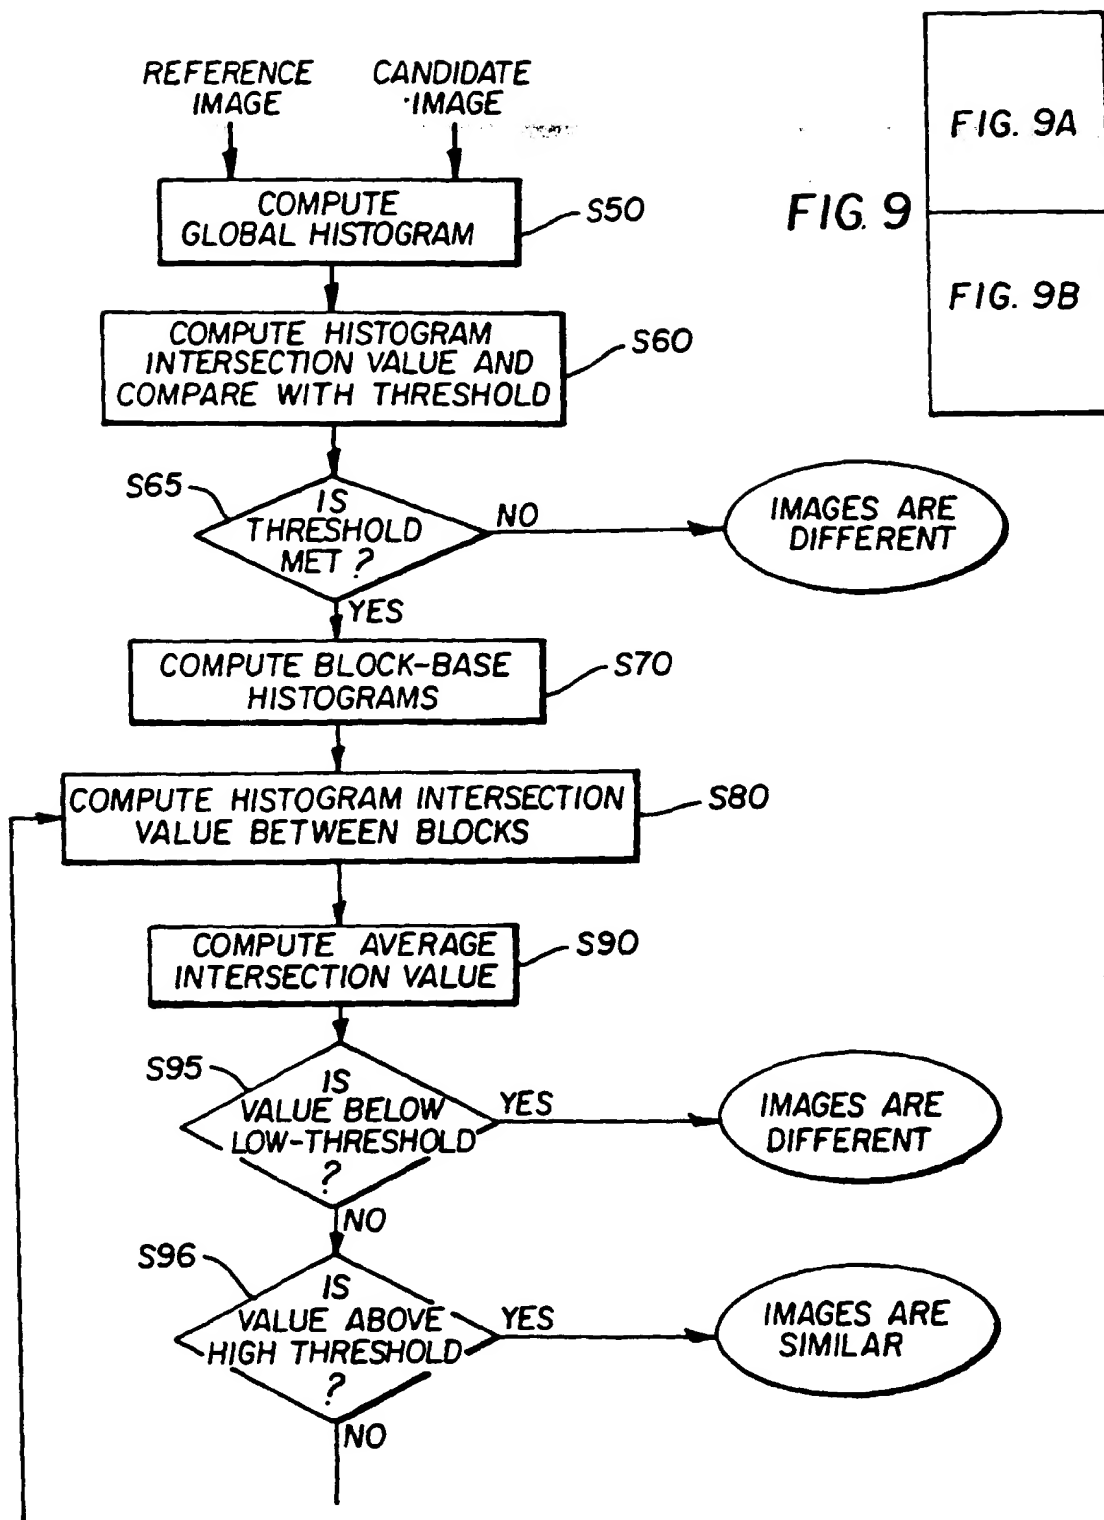 REFERENCE
IMAGE
CANDIDATE
IMAGE
FIG. 9
FIG. 9A
FIG. 9B
COMPUTE
GLOBAL HISTOGRAM
S50
COMPUTE HISTOGRAM
INTERSECTION VALUE AND
COMPARE WITH THRESHOLD
S60
S65
IS
THRESHOLD
MET ?
NO
IMAGES ARE
DIFFERENT
YES
COMPUTE BLOCK-BASE
HISTOGRAMS
S70
COMPUTE HISTOGRAM INTERSECTION
VALUE BETWEEN BLOCKS
S80
COMPUTE AVERAGE
INTERSECTION VALUE
S90
S95
IS
VALUE BELOW
LOW-THRESHOLD
?
YES
IMAGES ARE
DIFFERENT
NO
S96
IS
VALUE ABOVE
HIGH THRESHOLD
?
YES
IMAGES ARE
SIMILAR
NO